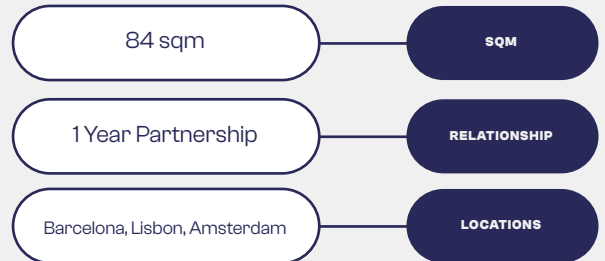 84 sqm
SQM
1 Year Partnership
RELATIONSHIP
Barcelona, Lisbon, Amsterdam
LOCATIONS